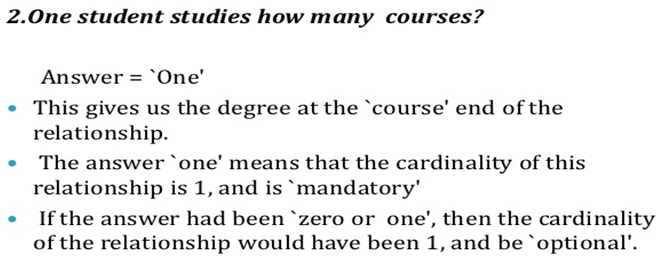 2.One student studies how many courses?
Answer = `One'
• This gives us the degree at the `course' end of the
relationship.
• The answer `one' means that the cardinality of this
relationship is 1, and is `mandatory'
• If the answer had been `zero or one', then the cardinality
of the relationship would have been 1, and be `optional'.